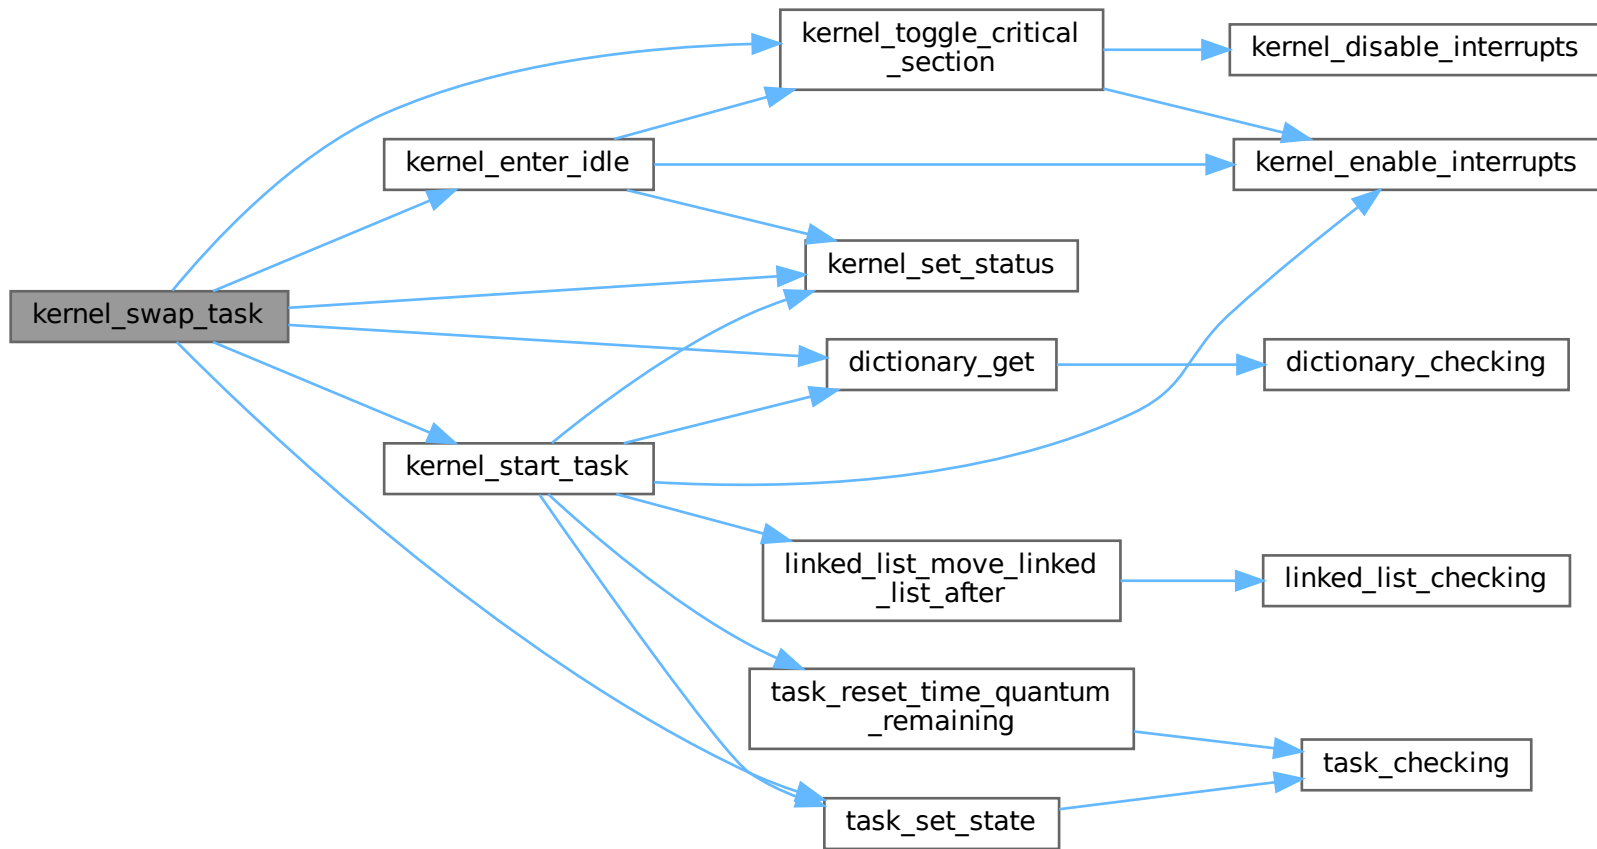 kernel_toggle_critical
_section
kernel_disable_interrupts
kernel_enter_idle
kernel_enable_interrupts
kernel_set_status
kernel_swap_task
dictionary_get
dictionary_checking
kernel_start_task
linked_list_move_linked
_list_after
linked_list_checking
task_reset_time_quantum
_remaining
task_checking
task_set_state